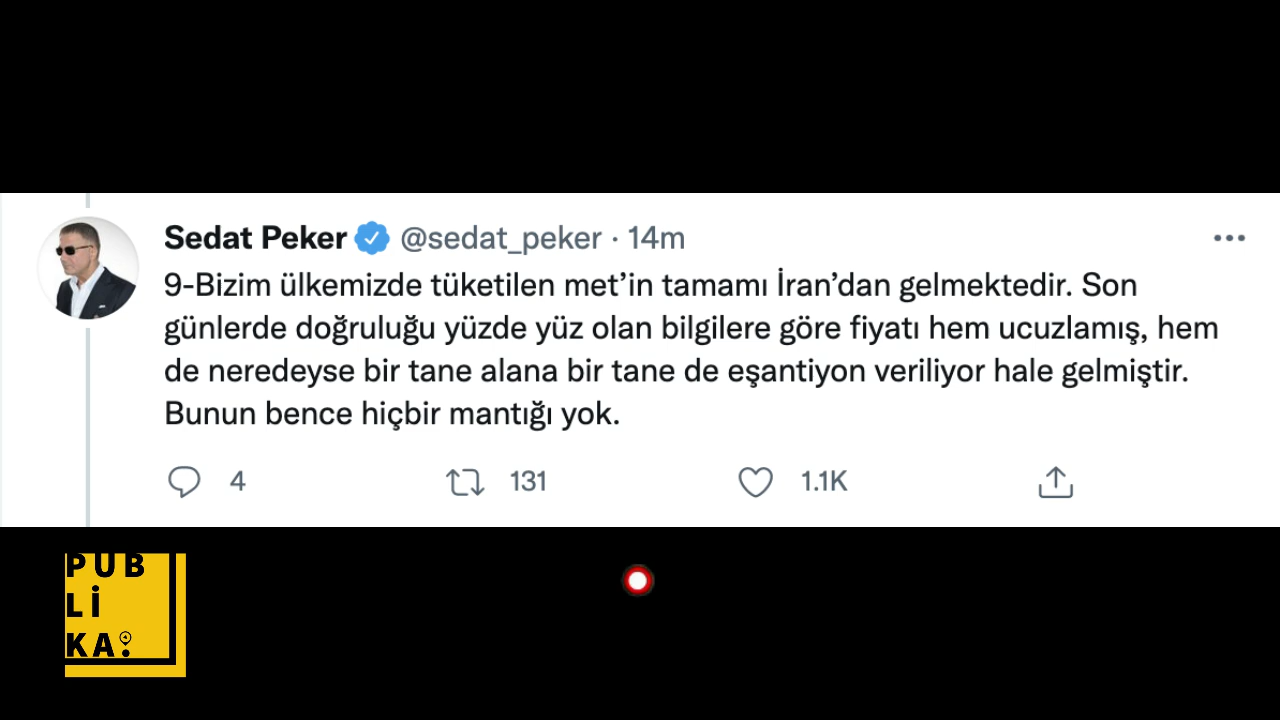 Sedat Peker @sedat_peker · 14m
9-Bizim ülkemizde tüketilen met’in tamamı İran’dan gelmektedir. Son
günlerde doğruluğu yüzde yüz olan bilgilere göre fiyatı hem ucuzlamış, hem
de neredeyse bir tane alana bir tane de eşantiyon veriliyor hale gelmiştir.
Bunun bence hiçbir mantığı yok.
4 131 1.1K
PUB
Lİ
KA